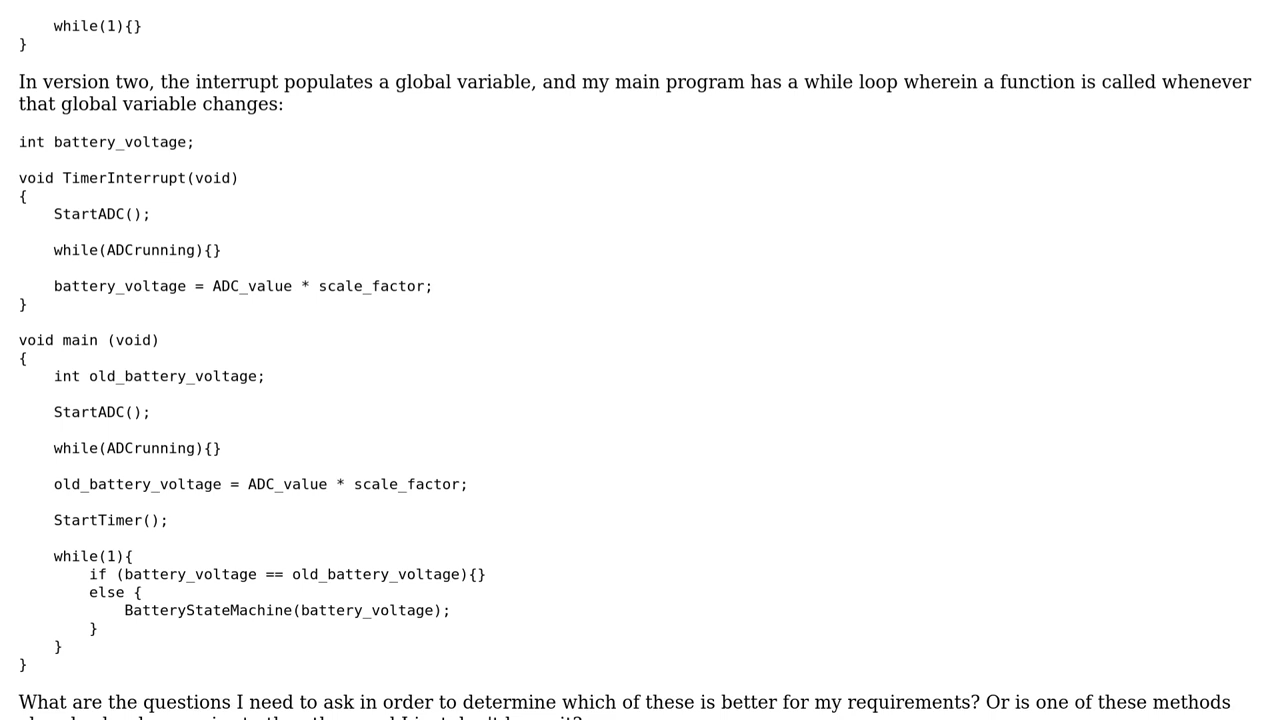 while(1){}
}
In version two, the interrupt populates a global variable, and my main program has a while loop wherein a function is called whenever
that global variable changes:
int battery_voltage;
void TimerInterrupt(void)
{
    StartADC();
    while(ADCrunning){}
    battery_voltage = ADC_value * scale_factor;
}
void main (void)
{
    int old_battery_voltage;
    StartADC();
    while(ADCrunning){}
    old_battery_voltage = ADC_value * scale_factor;
    StartTimer();
    while(1){
        if (battery_voltage == old_battery_voltage){}
        else {
            BatteryStateMachine(battery_voltage);
        }
    }
}
What are the questions I need to ask in order to determine which of these is better for my requirements? Or is one of these methods